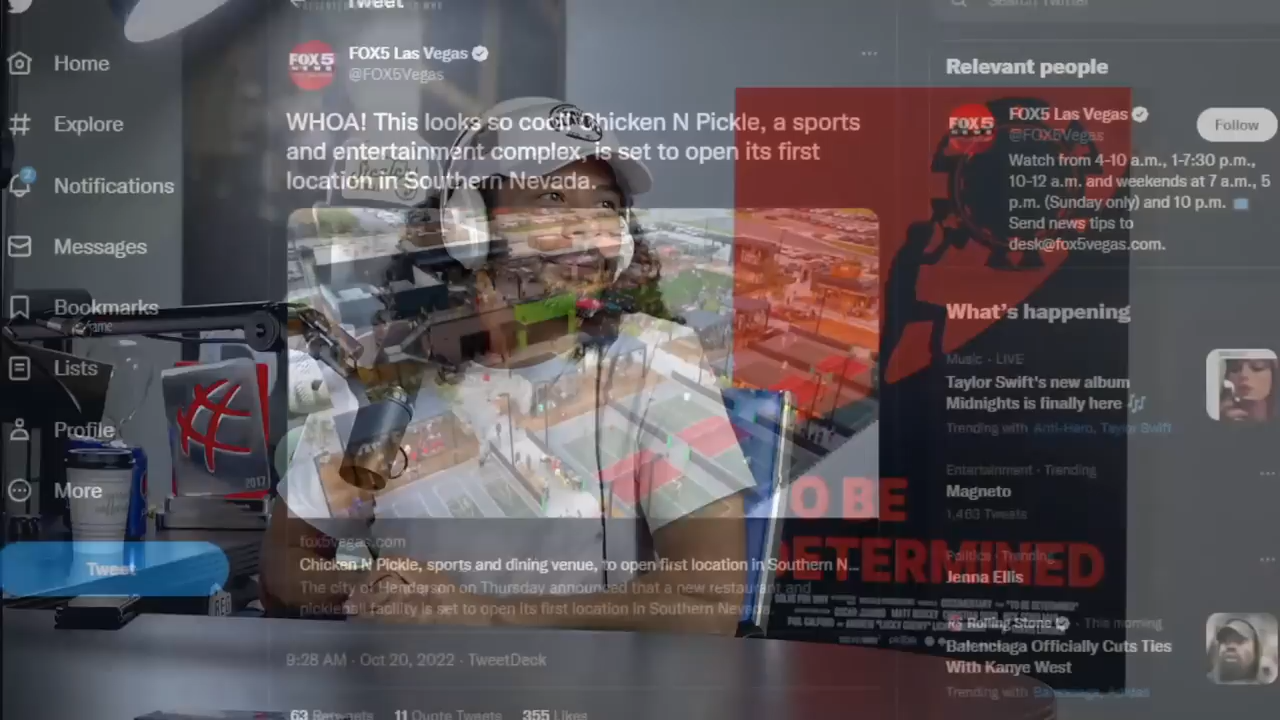 Tweet
Search Twitter
Home
Explore
2
Notifications
Messages
Bookmarks
Lists
Profile
More
Tweet
FOX5 Las Vegas
@FOX5Vegas
WHOA! This looks so cool! Chicken N Pickle, a sports
and entertainment complex, is set to open its first
location in Southern Nevada.
fox5vegas.com
Chicken N Pickle, sports and dining venue, to open first location in Southern N...
The city of Henderson on Thursday announced that a new restaurant and
pickleball facility is set to open its first location in Southern Nevada.
9:28 AM · Oct 20, 2022 · TweetDeck
63 Retweets 11 Quote Tweets 355 Likes
Relevant people
FOX5 Las Vegas
@FOX5Vegas
Follow
Watch from 4-10 a.m., 1-7:30 p.m.,
10-12 a.m. and weekends at 7 a.m., 5
p.m. (Sunday only) and 10 p.m.
Send news tips to
desk@fox5vegas.com.
What's happening
Music · LIVE
Taylor Swift's new album
Midnights is finally here
Trending with Anti-Hero, Taylor Swift
Entertainment · Trending
Magneto
1,463 Tweets
Politics · Trending
Jenna Ellis
Rolling Stone · This morning
Balenciaga Officially Cuts Ties
With Kanye West
Trending with Balenciaga, Adidas
FOX5
NEWS
FOX5
NEWS
2017
O BE
ETERMINED